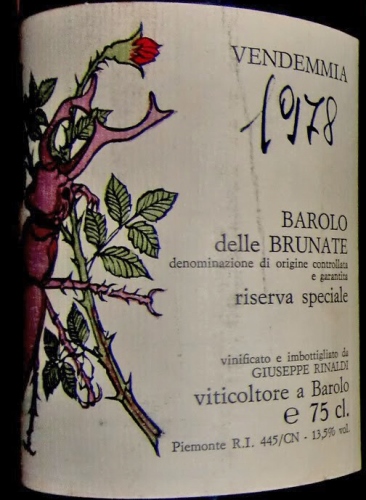 VENDEMMIA
1978
BAROLO
delle BRUNATE
denominazione di origine controllata
e garantita
riserva speciale
vinificato e imbottigliato da
GIUSEPPE RINALDI
viticoltore a Barolo
e 75 cl.
Piemonte R.I. 445/CN - 13,5% vol.